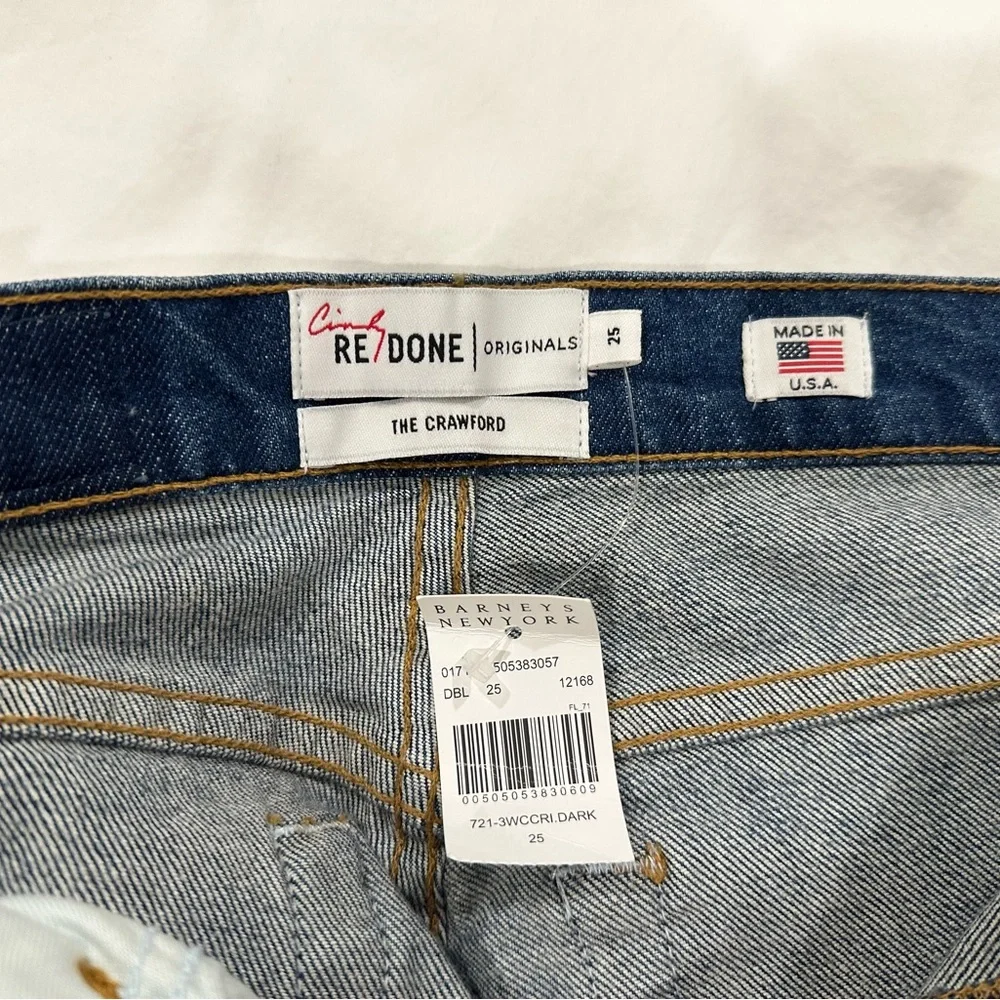 Cindy
RE/DONE | ORIGINALS
25
THE CRAWFORD
MADE IN
U.S.A.
BARNEYS
NEWYORK
017 505383057
DBL 25 12168
FL_71
00505053830609
721-3WCCRI.DARK
25